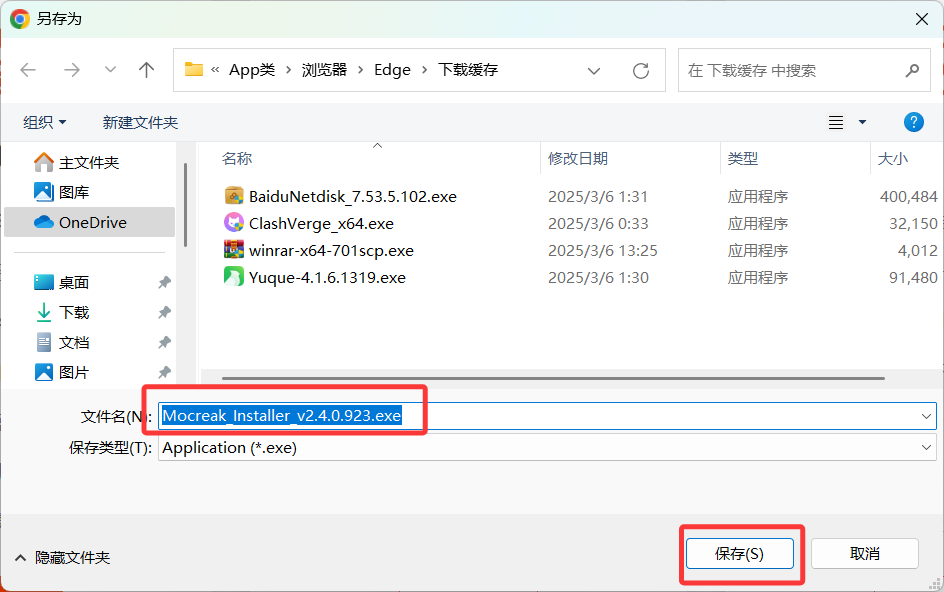 另存为
« App类 › 浏览器 › Edge › 下载缓存
在 下载缓存 中搜索
组织 新建文件夹
主文件夹
图库
OneDrive
桌面
下载
文档
图片
名称 修改日期 类型 大小
BaiduNetdisk_7.53.5.102.exe 2025/3/6 1:31 应用程序 400,484
ClashVerge_x64.exe 2025/3/6 0:33 应用程序 32,150
winrar-x64-701scp.exe 2025/3/6 13:25 应用程序 4,012
Yuque-4.1.6.1319.exe 2025/3/6 1:30 应用程序 91,480
文件名(N): Mocreak_Installer_v2.4.0.923.exe
保存类型(T): Application (*.exe)
隐藏文件夹
保存(S) 取消